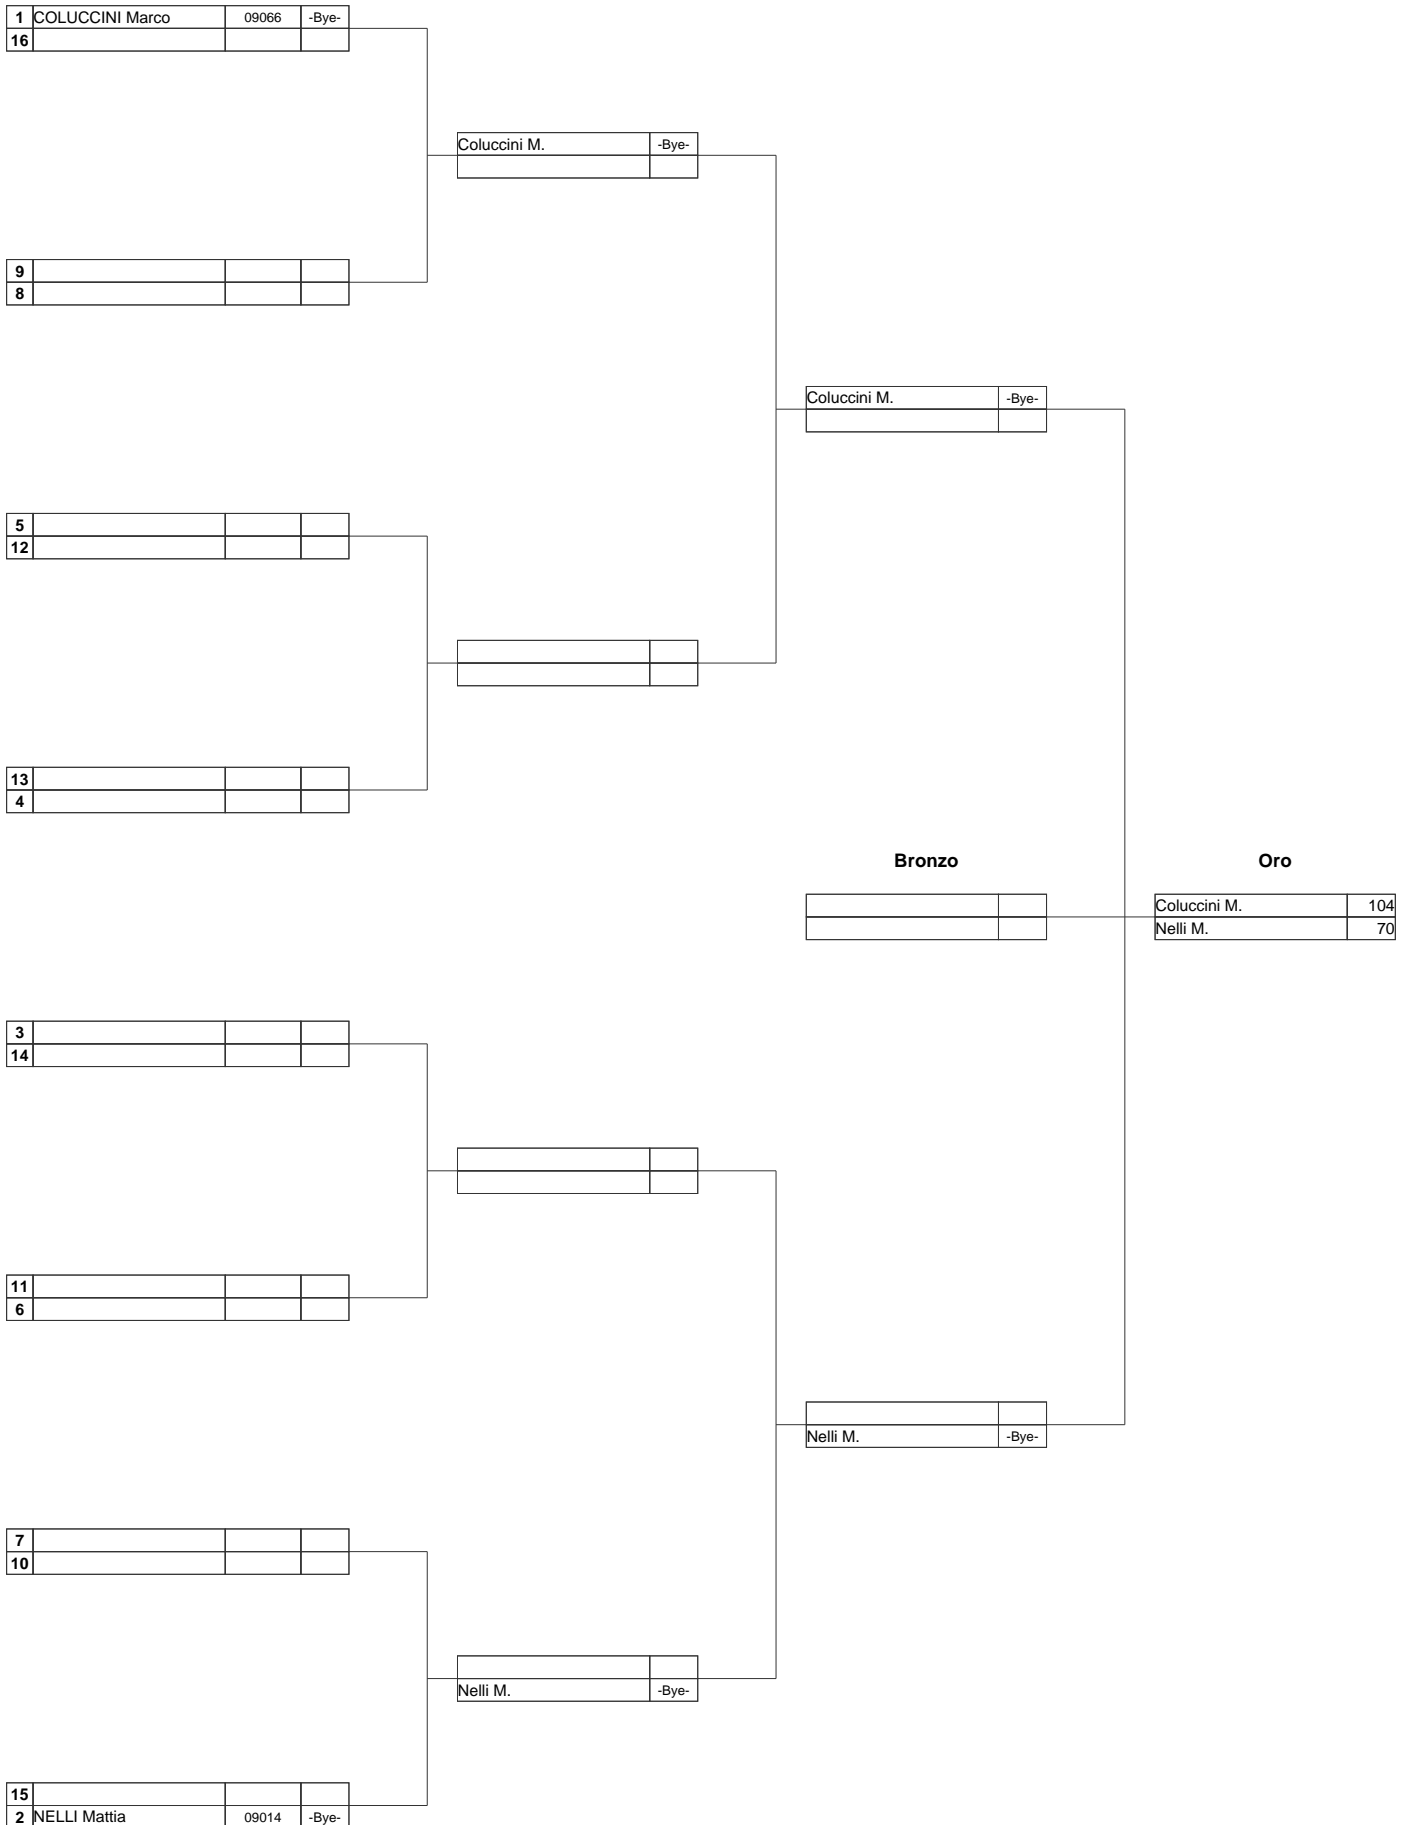 1 COLUCCINI Marco 09066 -Bye-
16
Coluccini M. -Bye-
9
8
Coluccini M. -Bye-
5
12
13
4
Bronzo Oro
Coluccini M. 104
Nelli M. 70
3
14
11
6
Nelli M. -Bye-
7
10
Nelli M. -Bye-
15
2 NELLI Mattia 09014 -Bye-